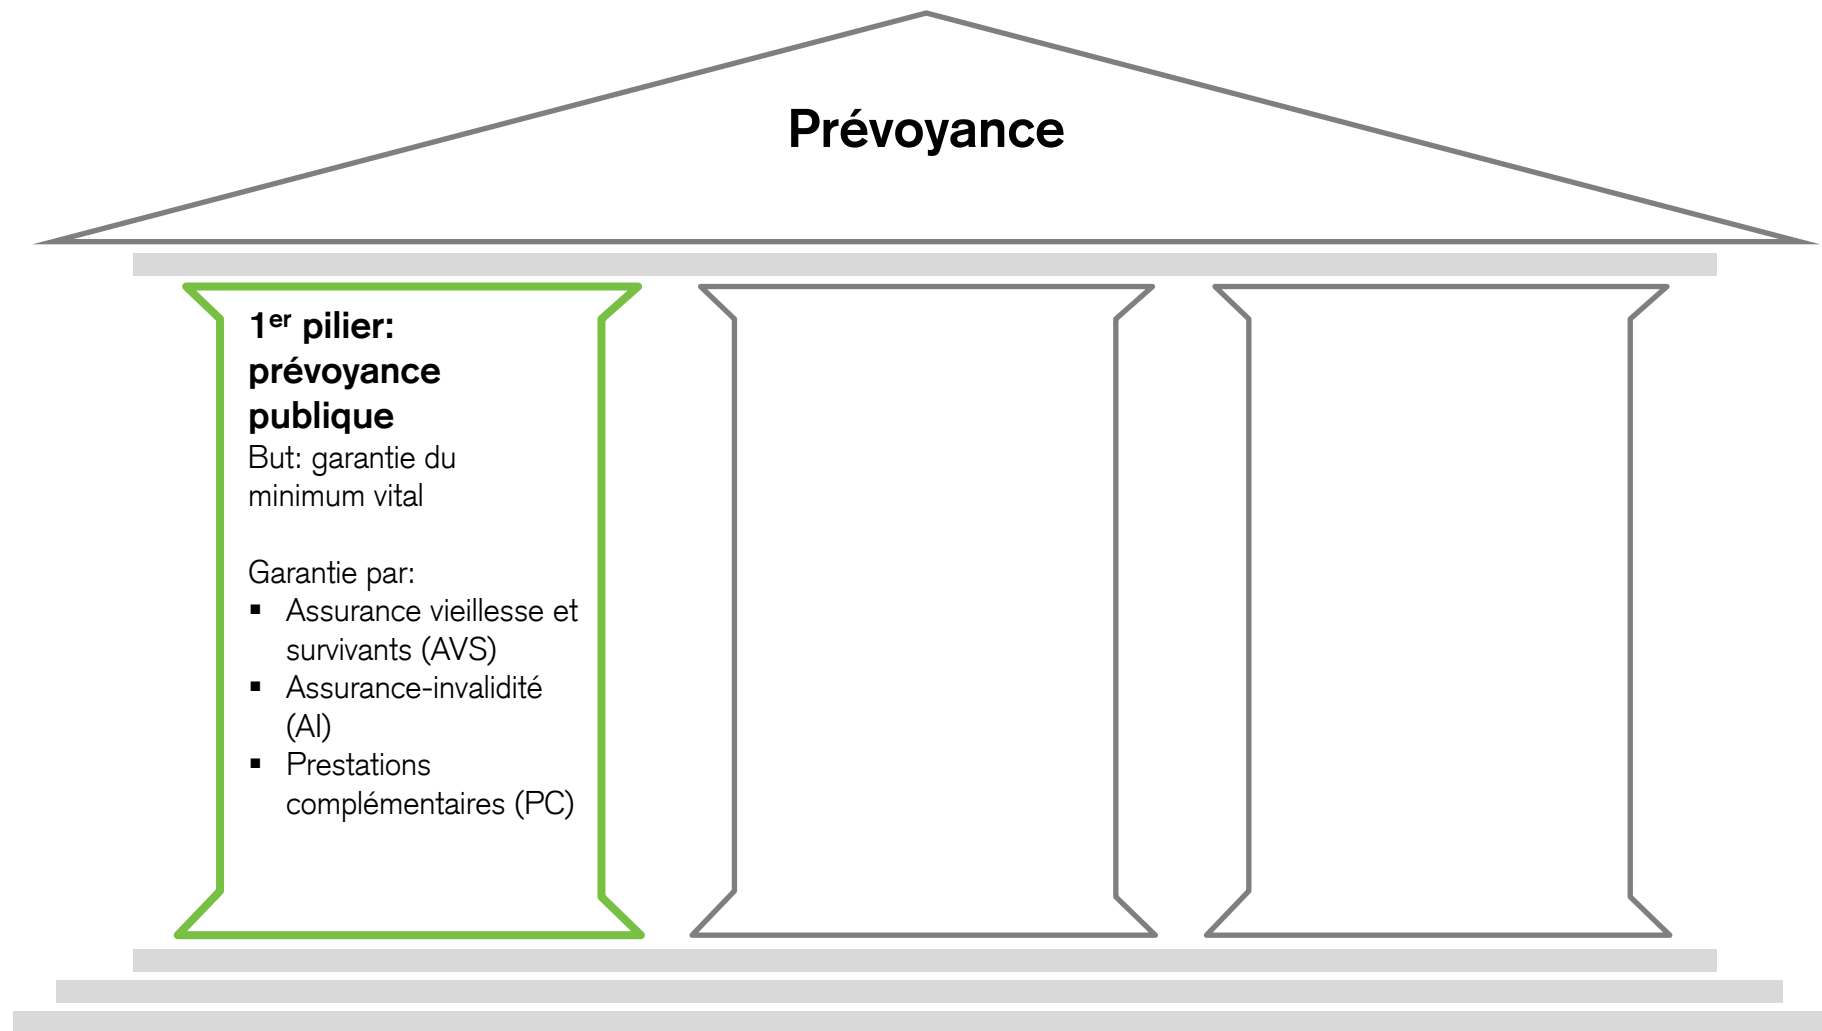 Prévoyance
1er pilier:
prévoyance
publique
But: garantie du
minimum vital
Garantie par:
▪ Assurance vieillesse et
survivants (AVS)
▪ Assurance-invalidité
(AI)
▪ Prestations
complémentaires (PC)